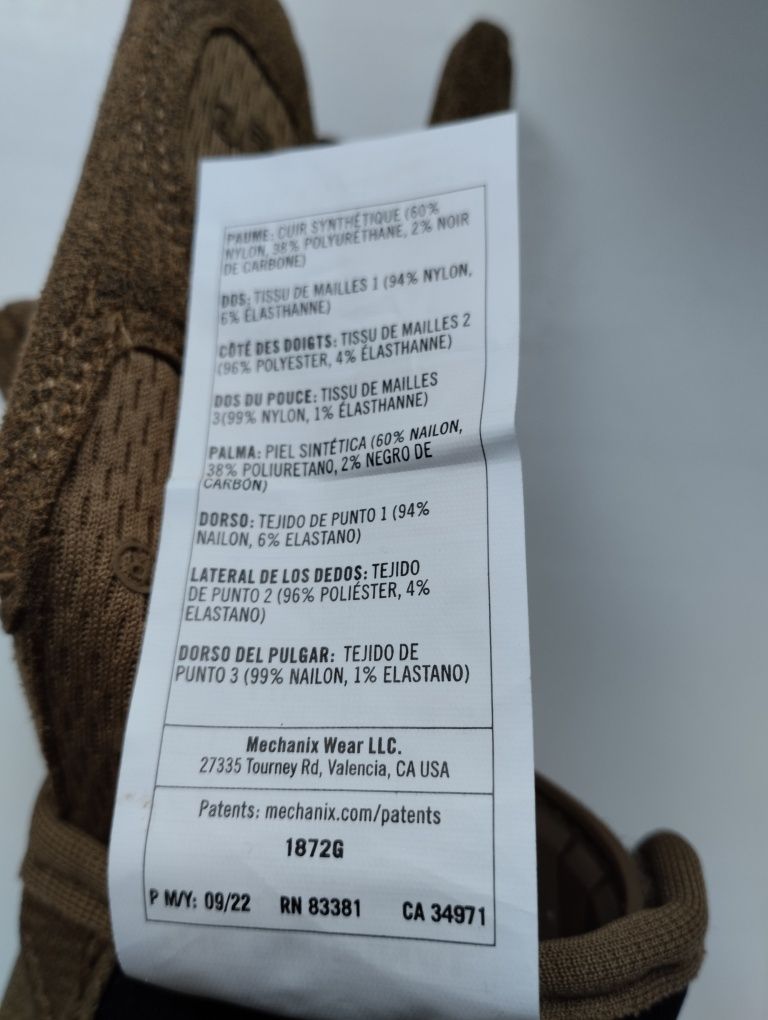 PAUME: CUIR SYNTHÉTIQUE (60%
NYLON, 38% POLYURÉTHANE, 2% NOIR
DE CARBONE)
DOS: TISSU DE MAILLES 1 (94% NYLON,
6% ÉLASTHANNE)
CÔTÉ DES DOIGTS: TISSU DE MAILLES 2
(96% POLYESTER, 4% ÉLASTHANNE)
DOS DU POUCE: TISSU DE MAILLES
3(99% NYLON, 1% ÉLASTHANNE)
PALMA: PIEL SINTÉTICA (60% NAILON,
38% POLIURETANO, 2% NEGRO DE
CARBÓN)
DORSO: TEJIDO DE PUNTO 1 (94%
NAILON, 6% ELASTANO)
LATERAL DE LOS DEDOS: TEJIDO
DE PUNTO 2 (96% POLIÉSTER, 4%
ELASTANO)
DORSO DEL PULGAR: TEJIDO DE
PUNTO 3 (99% NAILON, 1% ELASTANO)
Mechanix Wear LLC.
27335 Tourney Rd, Valencia, CA USA
Patents: mechanix.com/patents
1872G
P M/Y: 09/22 RN 83381 CA 34971